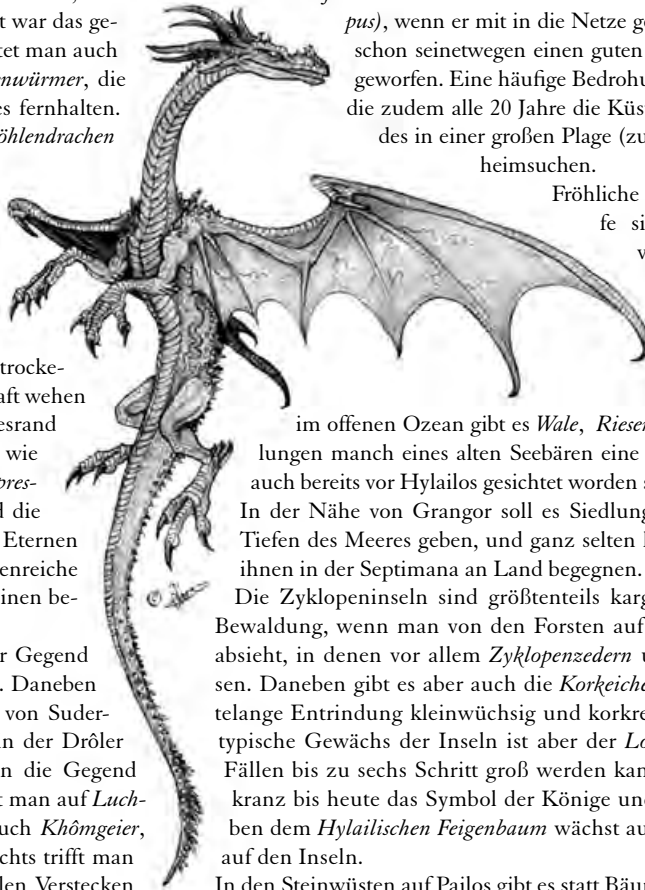 t war das ge-
tet man auch
enwürmer, die
es fernhalten.
öhlendrachen
trocke-
aft wehen
esrand
wie
pres-
d die
Eternen
enreiche
inen be-
r Gegend
. Daneben
von Suder-
n der Drôler
n die Gegend
t man auf Luch-
uch Khômgeier,
chts trifft man
len Verstecken
pus), wenn er mit in die Netze ge
schon seinetwegen einen guten
geworfen. Eine häufige Bedrohu
die zudem alle 20 Jahre die Küs
des in einer großen Plage (zu
heimsuchen.
Fröhliche
fe si
v
im offenen Ozean gibt es Wale, Riesen
lungen manch eines alten Seebären eine
auch bereits vor Hylailos gesichtet worden s
In der Nähe von Grangor soll es Siedlung
Tiefen des Meeres geben, und ganz selten
ihnen in der Septimana an Land begegnen.
Die Zyklopeninseln sind größtenteils karg
Bewaldung, wenn man von den Forsten auf
absieht, in denen vor allem Zyklopenzedern u
sen. Daneben gibt es aber auch die Korkeiche
telange Entrindung kleinwüchsig und korkre
typische Gewächs der Inseln ist aber der Lo
Fällen bis zu sechs Schritt groß werden kan
kranz bis heute das Symbol der Könige un
ben dem Hylailischen Feigenbaum wächst au
auf den Inseln.
In den Steinwüsten auf Pailos gibt es statt Bäu